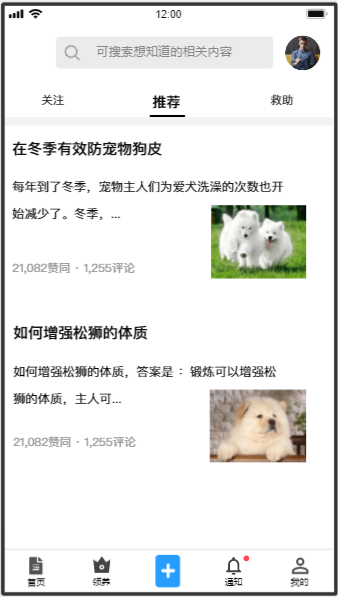 12:00
可搜索想知道的相关内容
关注 推荐 救助
在冬季有效防宠物狗皮
每年到了冬季，宠物主人们为爱犬洗澡的次数也开
始减少了。冬季，...
21,082赞同 · 1,255评论
如何增强松狮的体质
如何增强松狮的体质，答案是 ：锻炼可以增强松
狮的体质，主人可...
21,082赞同 · 1,255评论
首页 领养 通知 我的